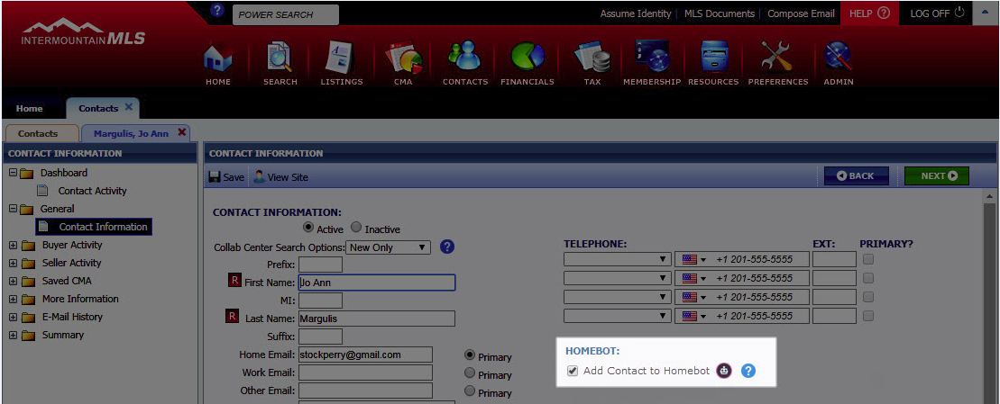 POWER SEARCH
Assume Identity | MLS Documents | Compose Email HELP ? LOG OFF
INTERMOUNTAIN MLS
HOME SEARCH LISTINGS CMA CONTACTS FINANCIALS TAX MEMBERSHIP RESOURCES PREFERENCES ADMIN
Home Contacts
Contacts Margulis, Jo Ann
CONTACT INFORMATION
Dashboard
Contact Activity
General
Contact Information
Buyer Activity
Seller Activity
Saved CMA
More Information
E-Mail History
Summary
CONTACT INFORMATION
Save View Site BACK NEXT
CONTACT INFORMATION:
Active Inactive
Collab Center Search Options: New Only ?
Prefix:
R First Name: Jo Ann
MI:
R Last Name: Margulis
Suffix:
Home Email: stockperry@gmail.com Primary
Work Email: Primary
Other Email: Primary
TELEPHONE: EXT: PRIMARY?
+1 201-555-5555
+1 201-555-5555
+1 201-555-5555
+1 201-555-5555
HOMEBOT:
Add Contact to Homebot ?